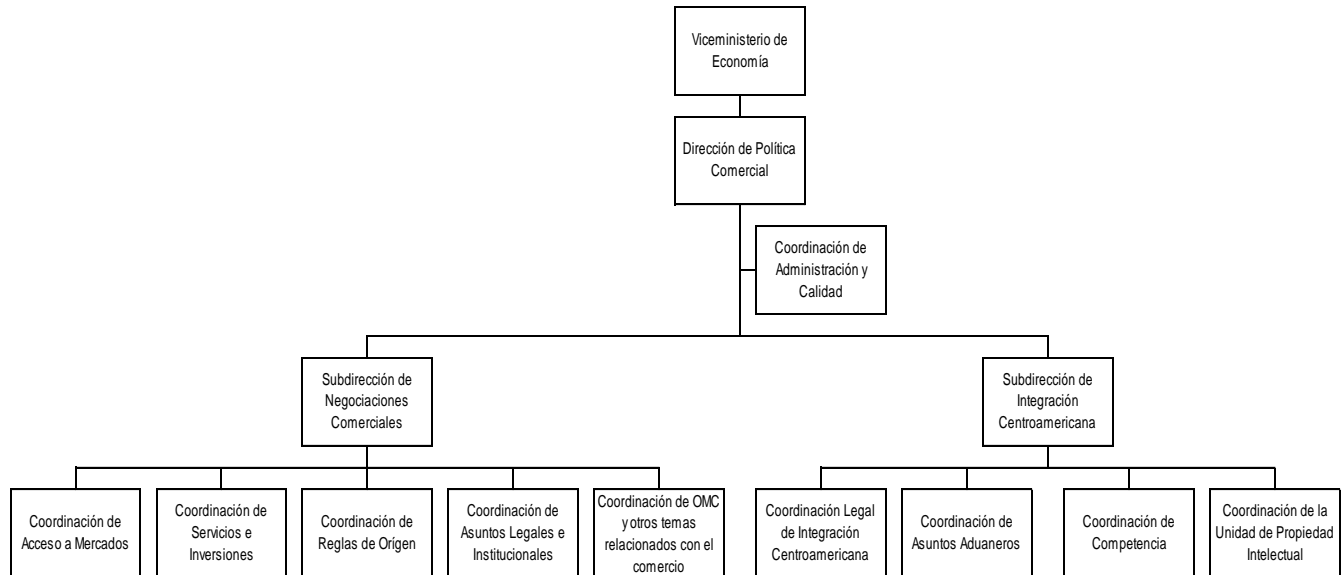 Viceministerio de
Economía
Dirección de Política
Comercial
Coordinación de
Administración y
Calidad
Subdirección de
Negociaciones
Comerciales
Subdirección de
Integración
Centroamericana
Coordinación de
Acceso a Mercados
Coordinación de
Servicios e
Inversiones
Coordinación de
Reglas de Orígen
Coordinación de
Asuntos Legales e
Institucionales
Coordinación de OMC
y otros temas
relacionados con el
comercio
Coordinación Legal
de Integración
Centroamericana
Coordinación de
Asuntos Aduaneros
Coordinación de
Competencia
Coordinación de la
Unidad de Propiedad
Intelectual